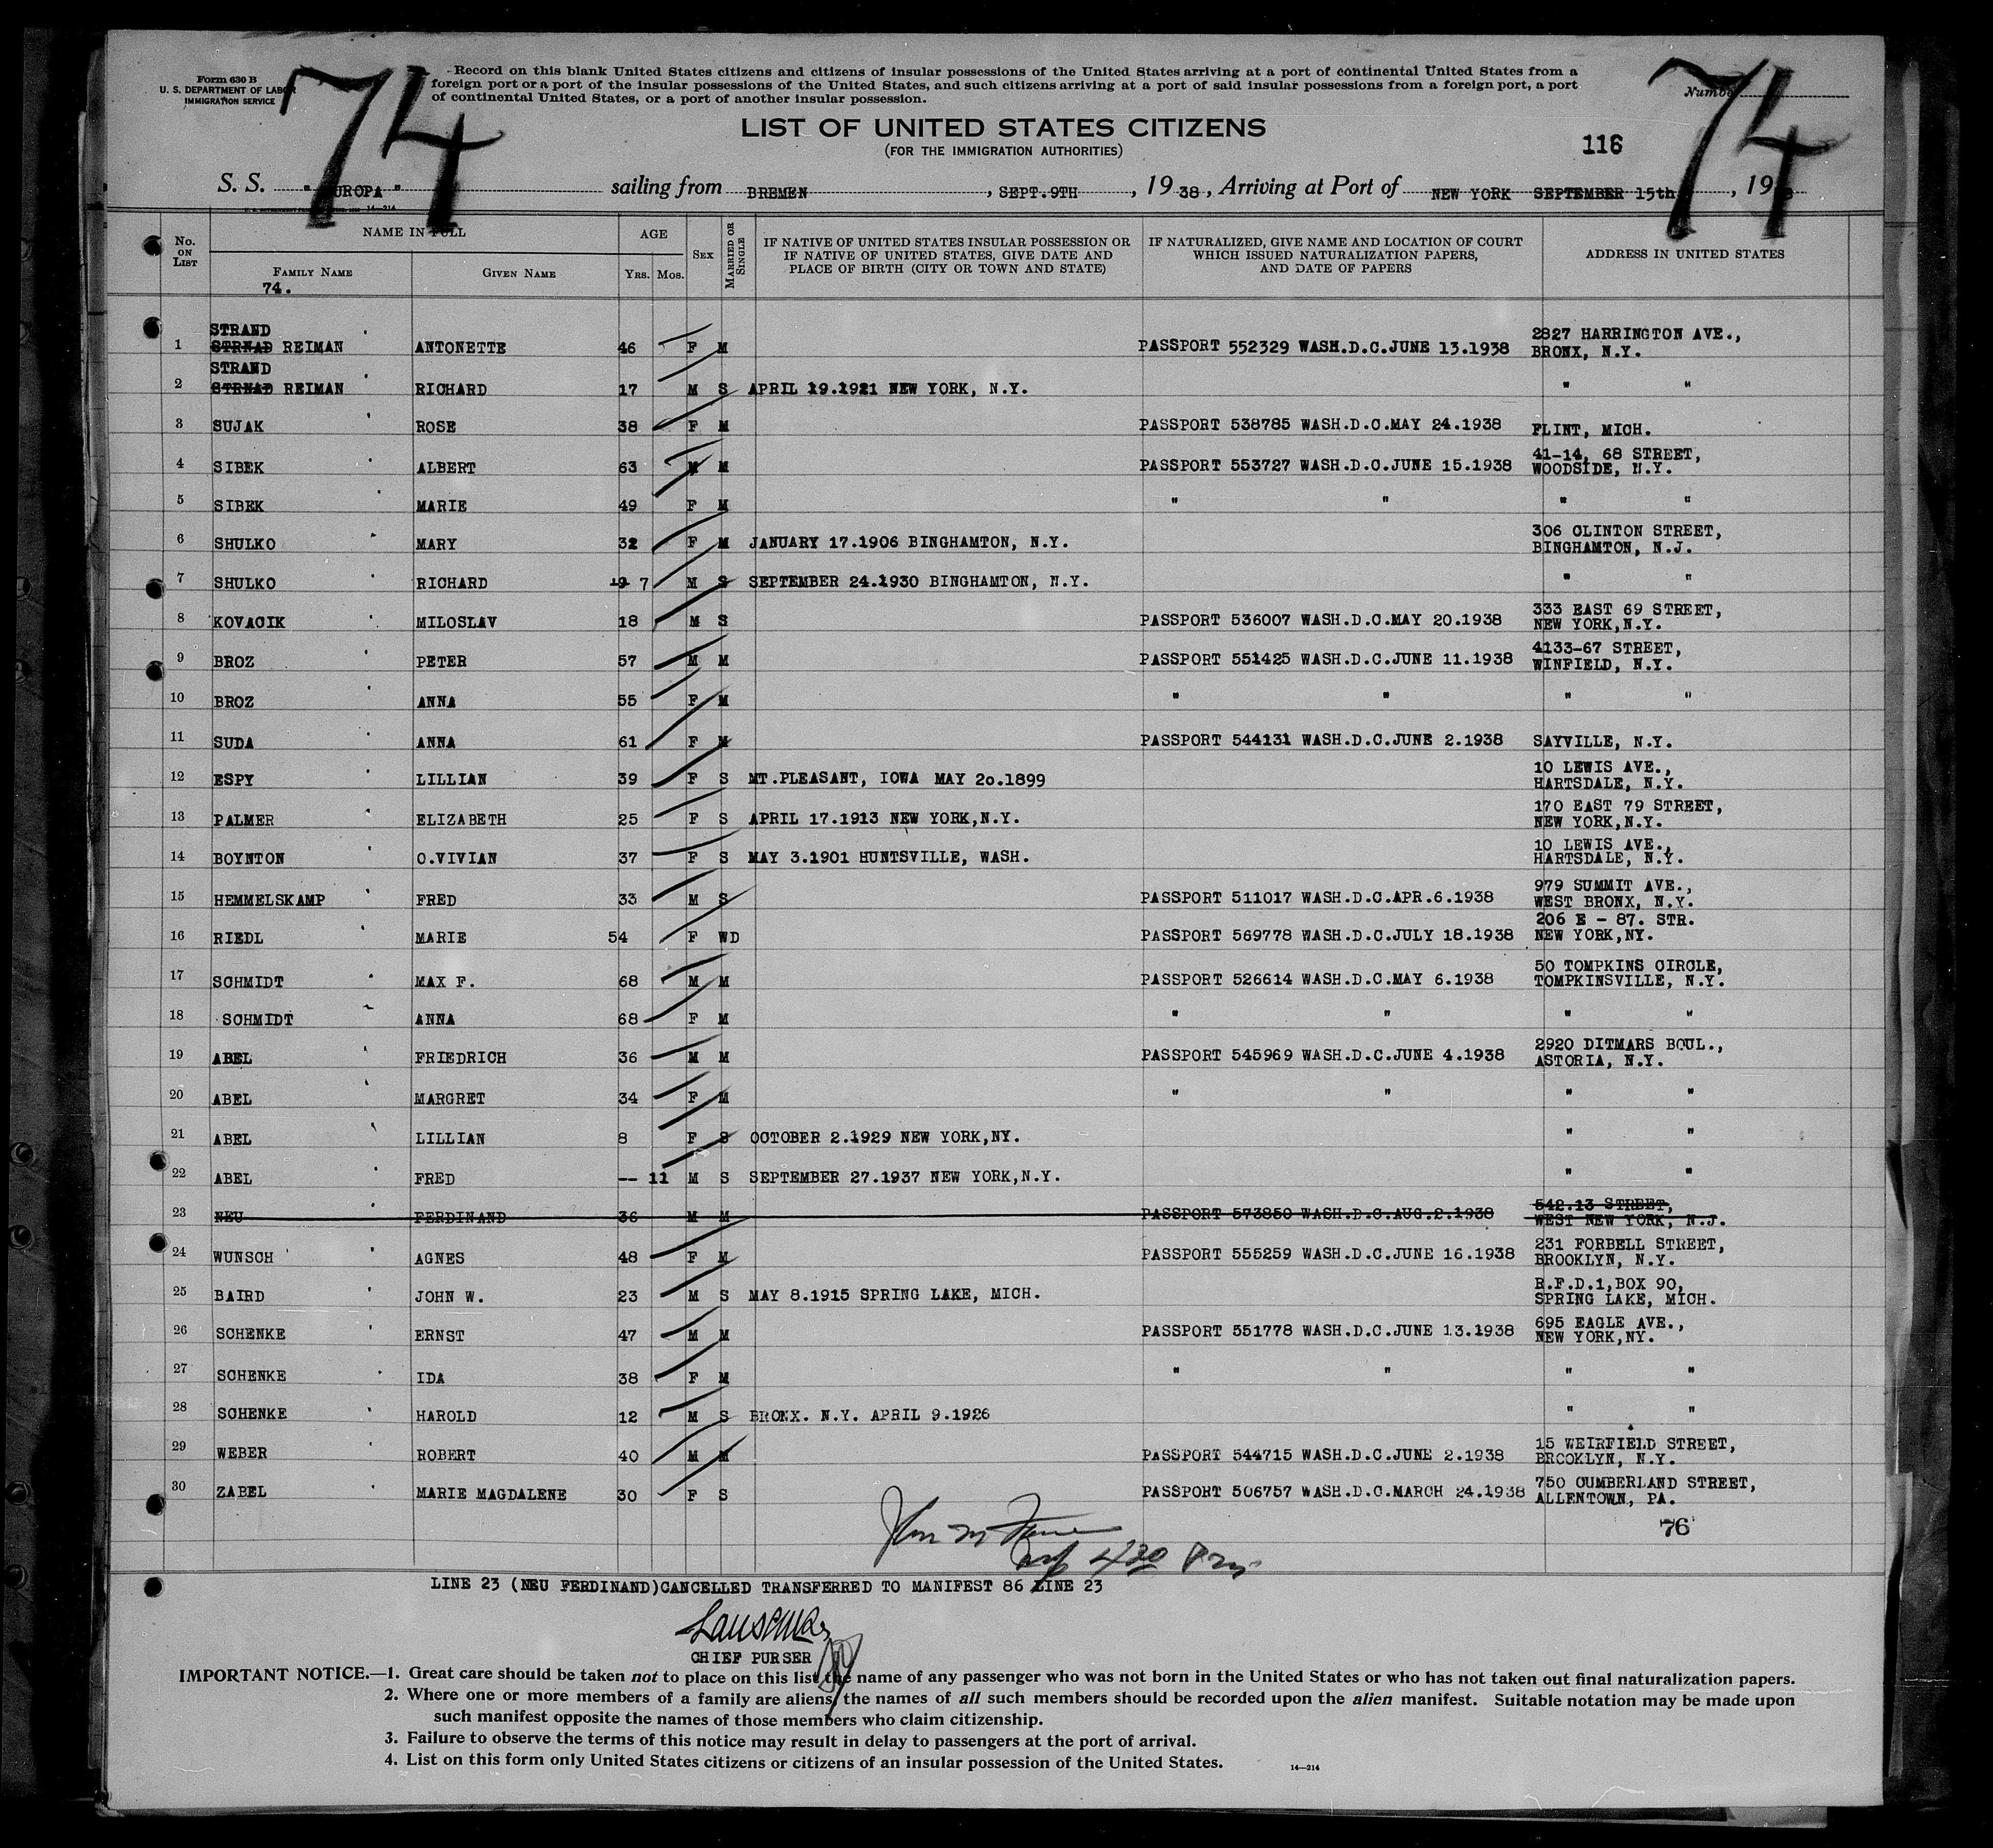 Form 630 B
U. S. DEPARTMENT OF LABOR
IMMIGRATION SERVICE
74
74
Record on this blank United States citizens and citizens of insular possessions of the United States arriving at a port of continental United States from a
foreign port or a port of the insular possessions of the United States, and such citizens arriving at a port of said insular possessions from a foreign port, a port
of continental United States, or a port of another insular possession.
Number
LIST OF UNITED STATES CITIZENS
(FOR THE IMMIGRATION AUTHORITIES)
116
S. S. "EUROPA" sailing from BREMEN, SEPT.9TH, 19 38, Arriving at Port of NEW YORK SEPTEMBER 15th, 1938
14—214
No. ON LIST
NAME IN FULL
FAMILY NAME
74.
GIVEN NAME
AGE
YRS. MOS.
SEX
MARRIED OR SINGLE
IF NATIVE OF UNITED STATES INSULAR POSSESSION OR
IF NATIVE OF UNITED STATES, GIVE DATE AND
PLACE OF BIRTH (CITY OR TOWN AND STATE)
IF NATURALIZED, GIVE NAME AND LOCATION OF COURT
WHICH ISSUED NATURALIZATION PAPERS,
AND DATE OF PAPERS
ADDRESS IN UNITED STATES
STRAND 2827 HARRINGTON AVE.,
1 STRNAD REIMAN ANTONETTE 46 F M PASSPORT 552329 WASH.D.C.JUNE 13.1938 BRONX, N.Y.
STRAND
2 STRNAD REIMAN RICHARD 17 M S APRIL 19.1921 NEW YORK, N.Y. " "
3 SUJAK ROSE 38 F M PASSPORT 538785 WASH.D.C.MAY 24.1938 FLINT, MICH.
41-14, 68 STREET,
4 SIBEK ALBERT 63 M M PASSPORT 553727 WASH.D.C.JUNE 15.1938 WOODSIDE, N.Y.
5 SIBEK MARIE 49 F M " " " "
306 CLINTON STREET,
6 SHULKO MARY 32 F M JANUARY 17.1906 BINGHAMTON, N.Y. BINGHAMTON, N.J.
7 SHULKO RICHARD 19 7 M S SEPTEMBER 24.1930 BINGHAMTON, N.Y. " "
333 EAST 69 STREET,
8 KOVACIK MILOSLAV 18 M S PASSPORT 536007 WASH.D.C.MAY 20.1938 NEW YORK,N.Y.
4133-67 STREET,
9 BROZ PETER 57 M M PASSPORT 551425 WASH.D.C.JUNE 11.1938 WINFIELD, N.Y.
10 BROZ ANNA 55 F M " " " "
11 SUDA ANNA 61 F M PASSPORT 544131 WASH.D.C.JUNE 2.1938 SAYVILLE, N.Y.
10 LEWIS AVE.,
12 ESPY LILLIAN 39 F S MT.PLEASANT, IOWA MAY 2o.1899 HARTSDALE, N.Y.
170 EAST 79 STREET,
13 PALMER ELIZABETH 25 F S APRIL 17.1913 NEW YORK,N.Y. NEW YORK,N.Y.
10 LEWIS AVE.,
14 BOYNTON O.VIVIAN 37 F S MAY 3.1901 HUNTSVILLE, WASH. HARTSDALE, N.Y.
979 SUMMIT AVE.,
15 HEMMELSKAMP FRED 33 M S PASSPORT 511017 WASH.D.C.APR.6.1938 WEST BRONX, N.Y.
206 E - 87. STR.
16 RIEDL MARIE 54 F WD PASSPORT 569778 WASH.D.C.JULY 18.1938 NEW YORK,NY.
50 TOMPKINS CIRCLE,
17 SCHMIDT MAX F. 68 M M PASSPORT 526614 WASH.D.C.MAY 6.1938 TOMPKINSVILLE, N.Y.
18 SCHMIDT ANNA 68 F M " " " "
2920 DITMARS BOUL.,
19 ABEL FRIEDRICH 36 M M PASSPORT 545969 WASH.D.C.JUNE 4.1938 ASTORIA, N.Y.
20 ABEL MARGRET 34 F M " " " "
21 ABEL LILLIAN 8 F S OCTOBER 2.1929 NEW YORK,NY. " "
22 ABEL FRED -- 11 M S SEPTEMBER 27.1937 NEW YORK,N.Y. " "
542.13 STREET,
23 NEU FERDINAND 36 M M PASSPORT 573850 WASH.D.C.AUG.2.1938 WEST NEW YORK, N.J.
231 FORBELL STREET,
24 WUNSCH AGNES 48 F M PASSPORT 555259 WASH.D.C.JUNE 16.1938 BROOKLYN, N.Y.
R.F.D.1,BOX 90,
25 BAIRD JOHN W. 23 M S MAY 8.1915 SPRING LAKE, MICH. SPRING LAKE, MICH.
695 EAGLE AVE.,
26 SCHENKE ERNST 47 M M PASSPORT 551778 WASH.D.C.JUNE 13.1938 NEW YORK,NY.
27 SCHENKE IDA 38 F M " " " "
28 SCHENKE HAROLD 12 M S BRONX. N.Y. APRIL 9.1926 " "
15 WEIRFIELD STREET,
29 WEBER ROBERT 40 M M PASSPORT 544715 WASH.D.C.JUNE 2.1938 BROOKLYN, N.Y.
750 CUMBERLAND STREET,
30 ZABEL MARIE MAGDALENE 30 F S PASSPORT 506757 WASH.D.C.MARCH 24.1938 ALLENTOWN, PA.
76
430 Pm
LINE 23 (NEU FERDINAND)CANCELLED TRANSFERRED TO MANIFEST 86 LINE 23
CHIEF PURSER
IMPORTANT NOTICE.—1. Great care should be taken not to place on this list the name of any passenger who was not born in the United States or who has not taken out final naturalization papers.
2. Where one or more members of a family are aliens, the names of all such members should be recorded upon the alien manifest. Suitable notation may be made upon
such manifest opposite the names of those members who claim citizenship.
3. Failure to observe the terms of this notice may result in delay to passengers at the port of arrival.
4. List on this form only United States citizens or citizens of an insular possession of the United States.
14—214